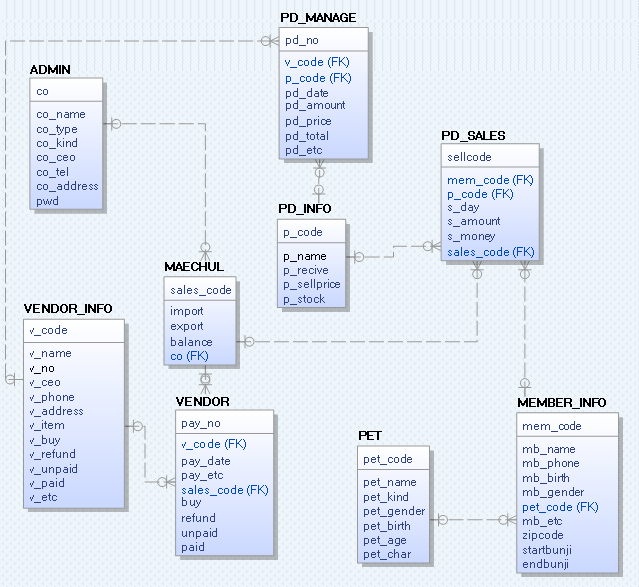 PD_MANAGE
pd_no
v_code (FK)
p_code (FK)
pd_date
pd_amount
pd_price
pd_total
pd_etc
ADMIN
co
co_name
co_type
co_kind
co_ceo
co_tel
co_address
pwd
PD_SALES
sellcode
mem_code (FK)
p_code (FK)
s_day
s_amount
s_money
sales_code (FK)
PD_INFO
p_code
p_name
p_recive
p_sellprice
p_stock
MAECHUL
sales_code
import
export
balance
co (FK)
VENDOR_INFO
v_code
v_name
v_no
v_ceo
v_phone
v_address
v_item
v_buy
v_refund
v_unpaid
v_paid
v_etc
VENDOR
pay_no
v_code (FK)
pay_date
pay_etc
sales_code (FK)
buy
refund
unpaid
paid
PET
pet_code
pet_name
pet_kind
pet_gender
pet_birth
pet_age
pet_char
MEMBER_INFO
mem_code
mb_name
mb_phone
mb_birth
mb_gender
pet_code (FK)
mb_etc
zipcode
startbunji
endbunji